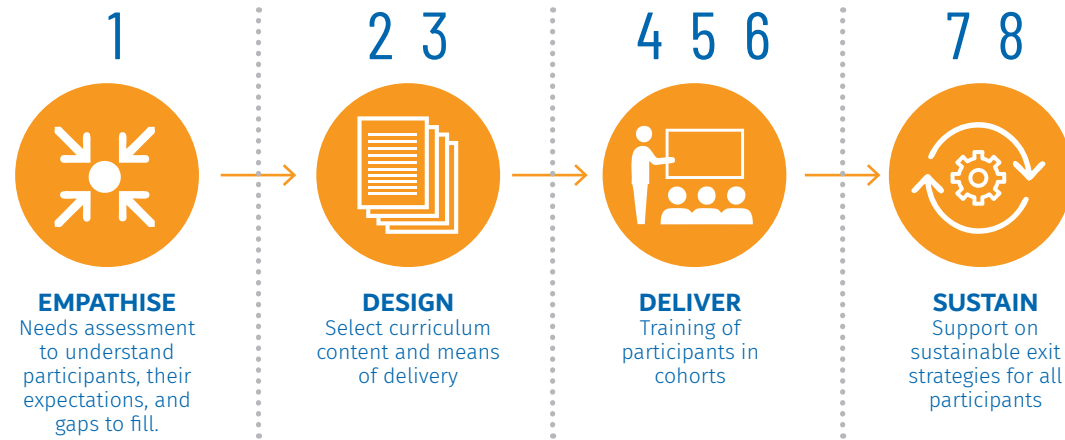 1
2 3
4 5 6
7 8
EMPATHISE
Needs assessment
to understand
participants, their
expectations, and
gaps to fill.
DESIGN
Select curriculum
content and means
of delivery
DELIVER
Training of
participants in
cohorts
SUSTAIN
Support on
sustainable exit
strategies for all
participants